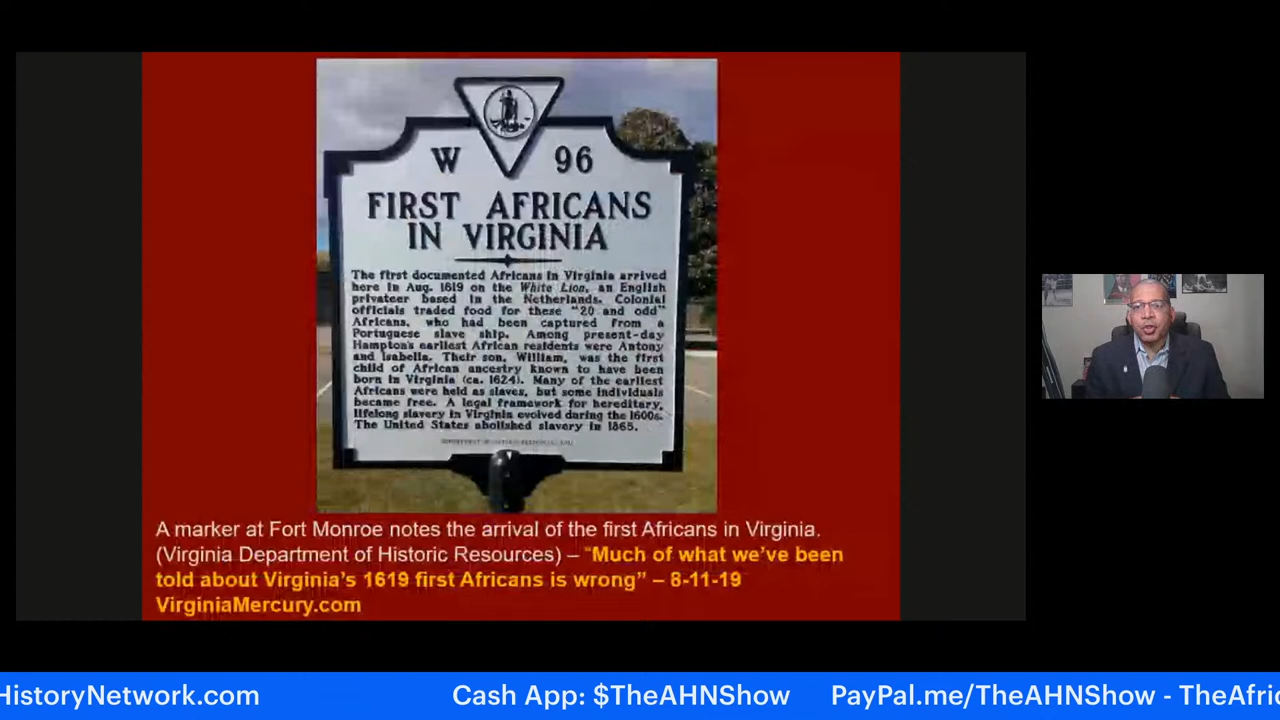 W 96
FIRST AFRICANS
IN VIRGINIA
The first documented Africans in Virginia arrived
here in Aug. 1619 on the White Lion, an English
privateer based in the Netherlands. Colonial
officials traded food for these "20 and odd"
Africans, who had been captured from a
Portuguese slave ship. Among present-day
Hampton's earliest African residents were Antony
and Isabella. Their son, William, was the first
child of African ancestry known to have been
born in Virginia (ca. 1624). Many of the earliest
Africans were held as slaves, but some individuals
became free. A legal framework for hereditary,
lifelong slavery in Virginia evolved during the 1600s.
The United States abolished slavery in 1865.
A marker at Fort Monroe notes the arrival of the first Africans in Virginia.
(Virginia Department of Historic Resources) – "Much of what we've been
told about Virginia's 1619 first Africans is wrong" – 8-11-19
VirginiaMercury.com
HistoryNetwork.com Cash App: $TheAHNShow PayPal.me/TheAHNShow - TheAfric